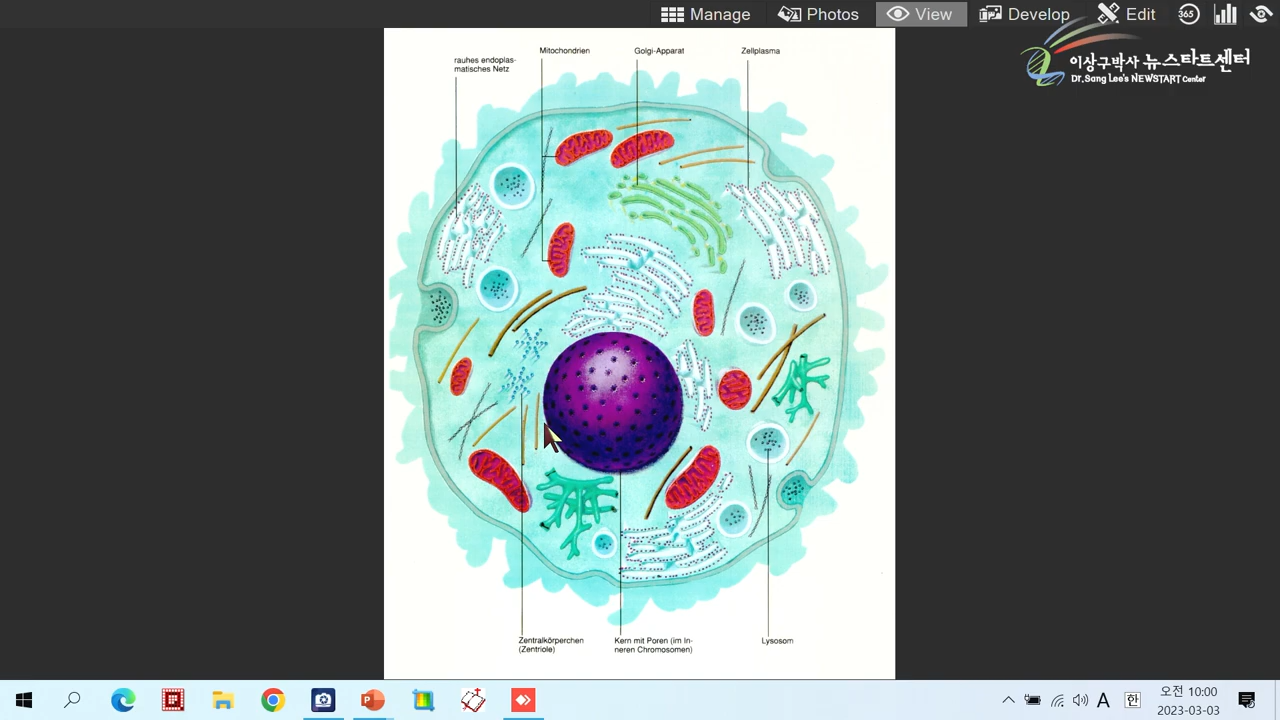 Manage
Photos
View
Develop
Edit
365
이상구박사 뉴스타트센터
Dr.Sang Lee's NEWSTART Center
Mitochondrien
Golgi-Apparat
Zellplasma
rauhes endoplas-
matisches Netz
Zentralkörperchen
(Zentriole)
Kern mit Poren (im In-
neren Chromosomen)
Lysosom
A
한
오전 10:00
2023-03-03